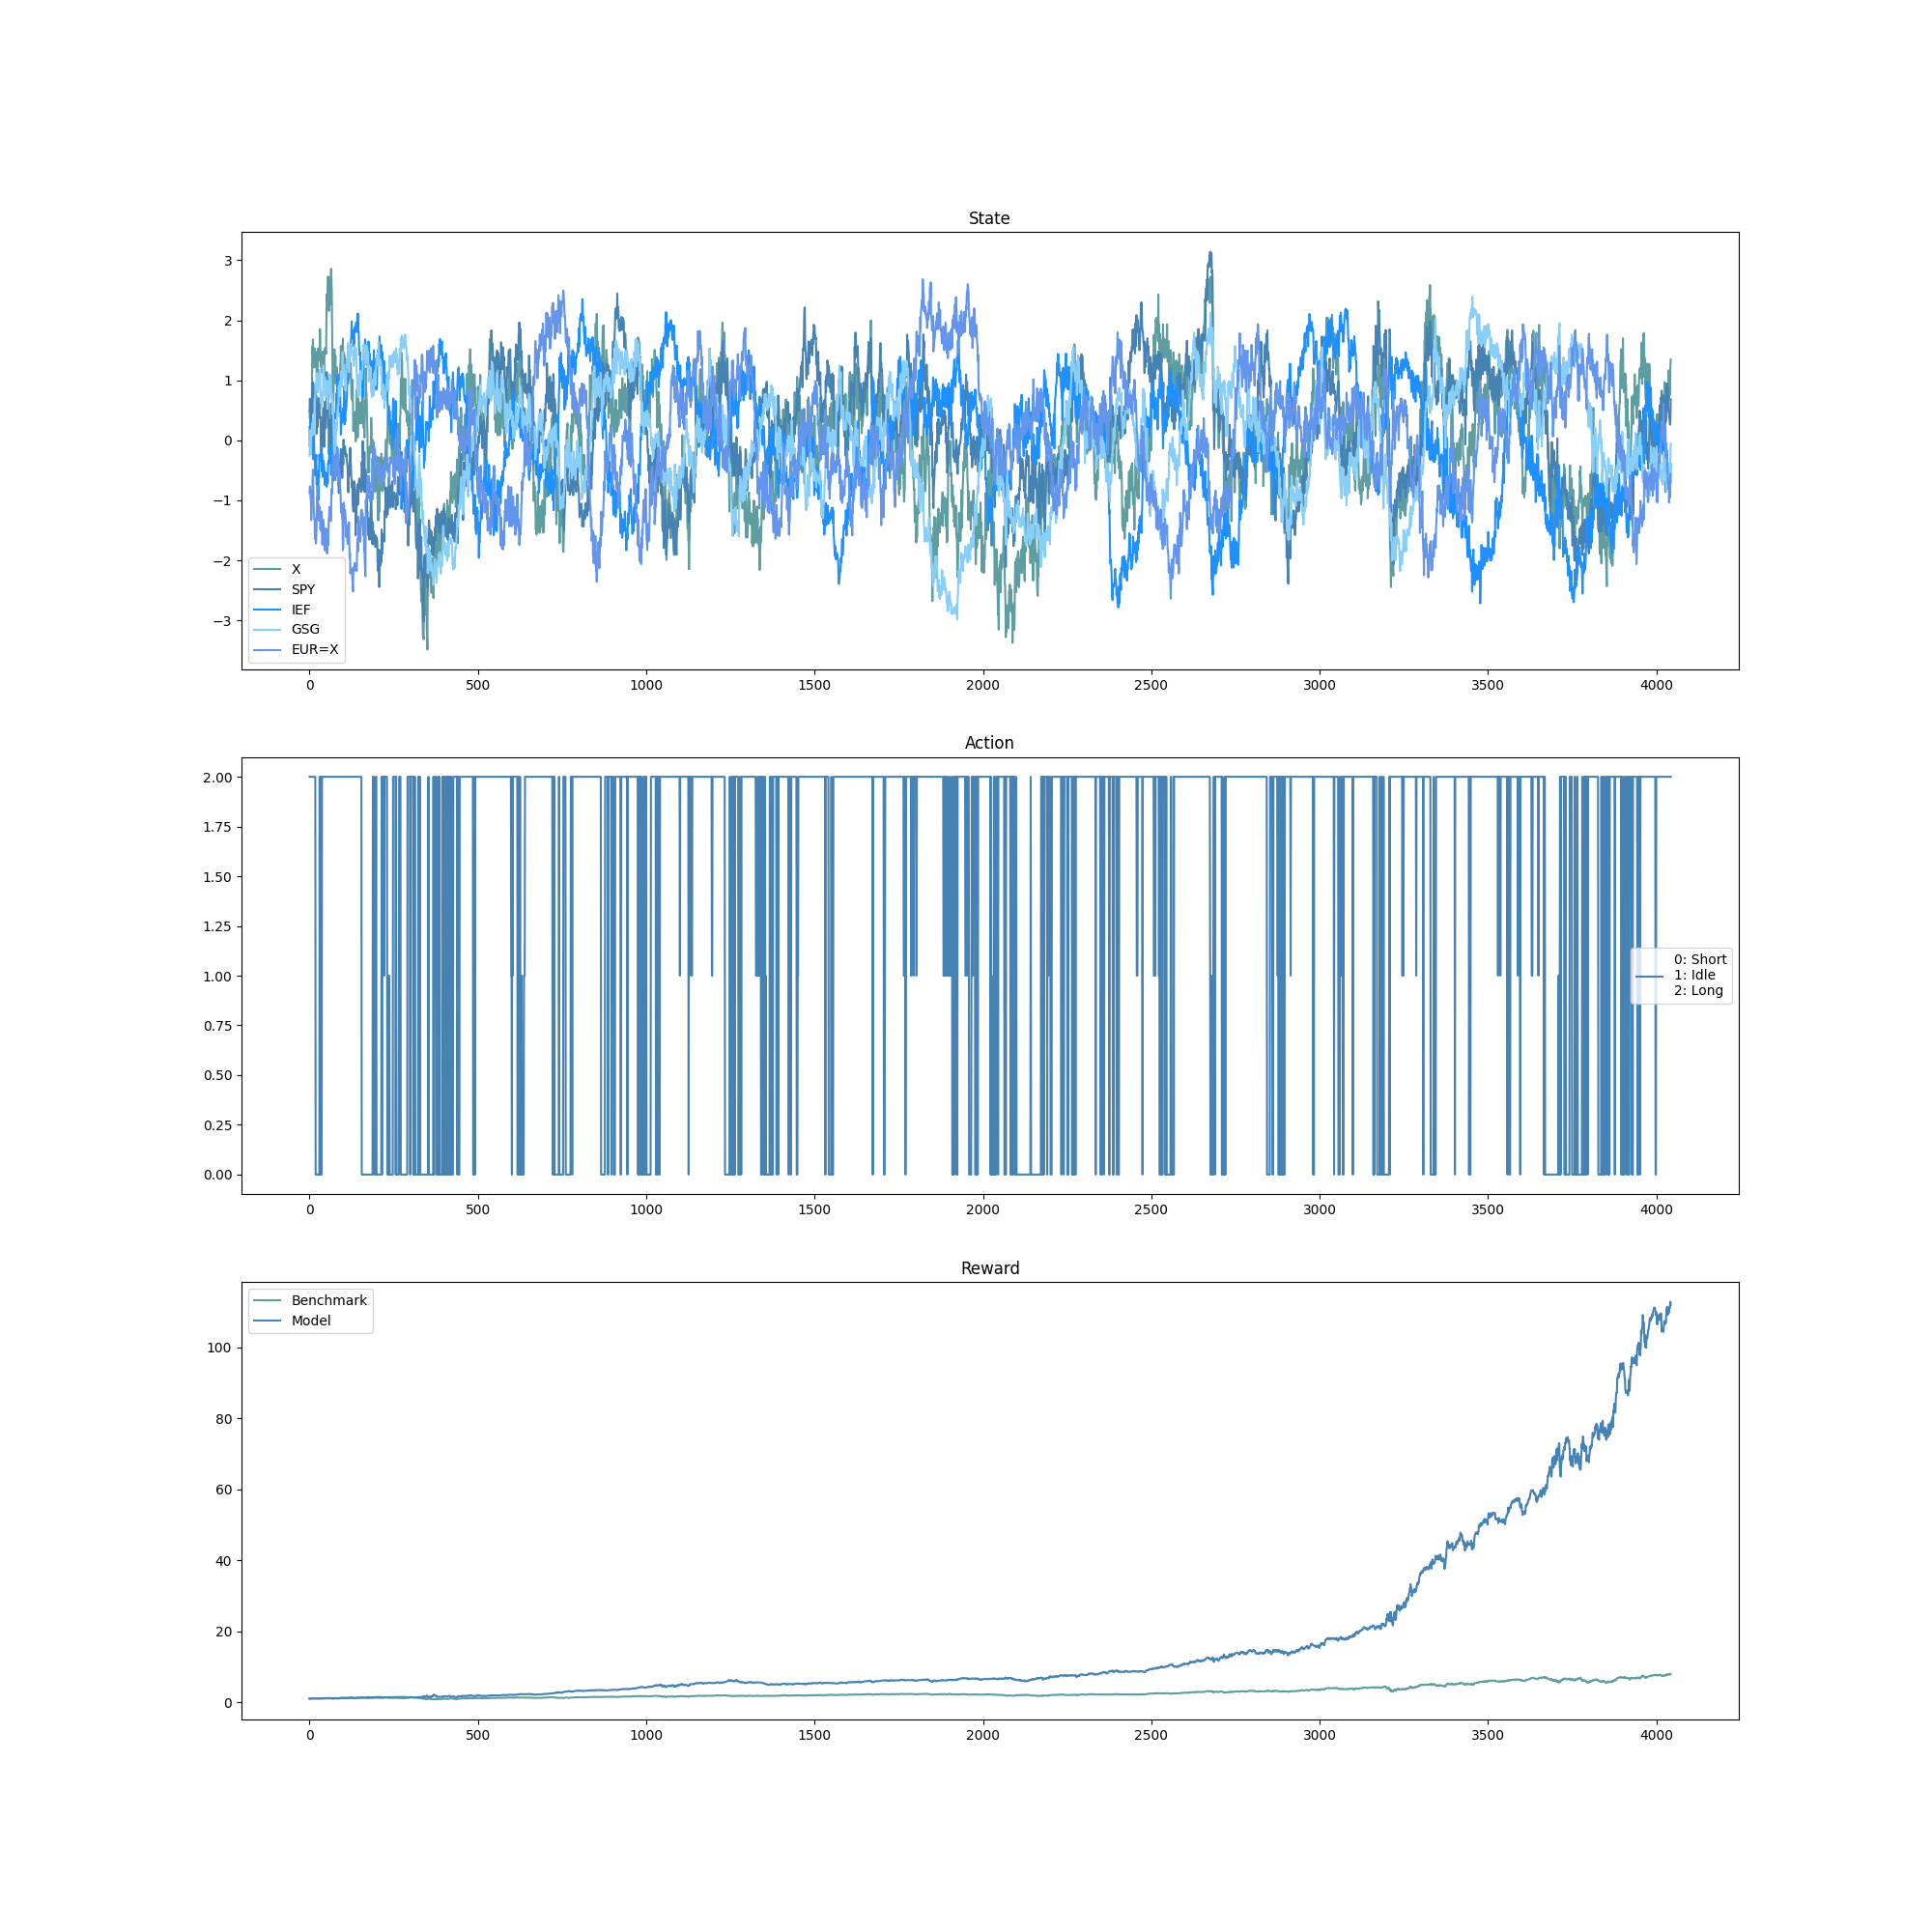 State
3
2
1
0
−1
−2
−3
X
SPY
IEF
GSG
EUR=X
0 500 1000 1500 2000 2500 3000 3500 4000
Action
2.00
1.75
1.50
1.25
1.00
0.75
0.50
0.25
0.00
0: Short
1: Idle
2: Long
0 500 1000 1500 2000 2500 3000 3500 4000
Reward
Benchmark
Model
100
80
60
40
20
0
0 500 1000 1500 2000 2500 3000 3500 4000